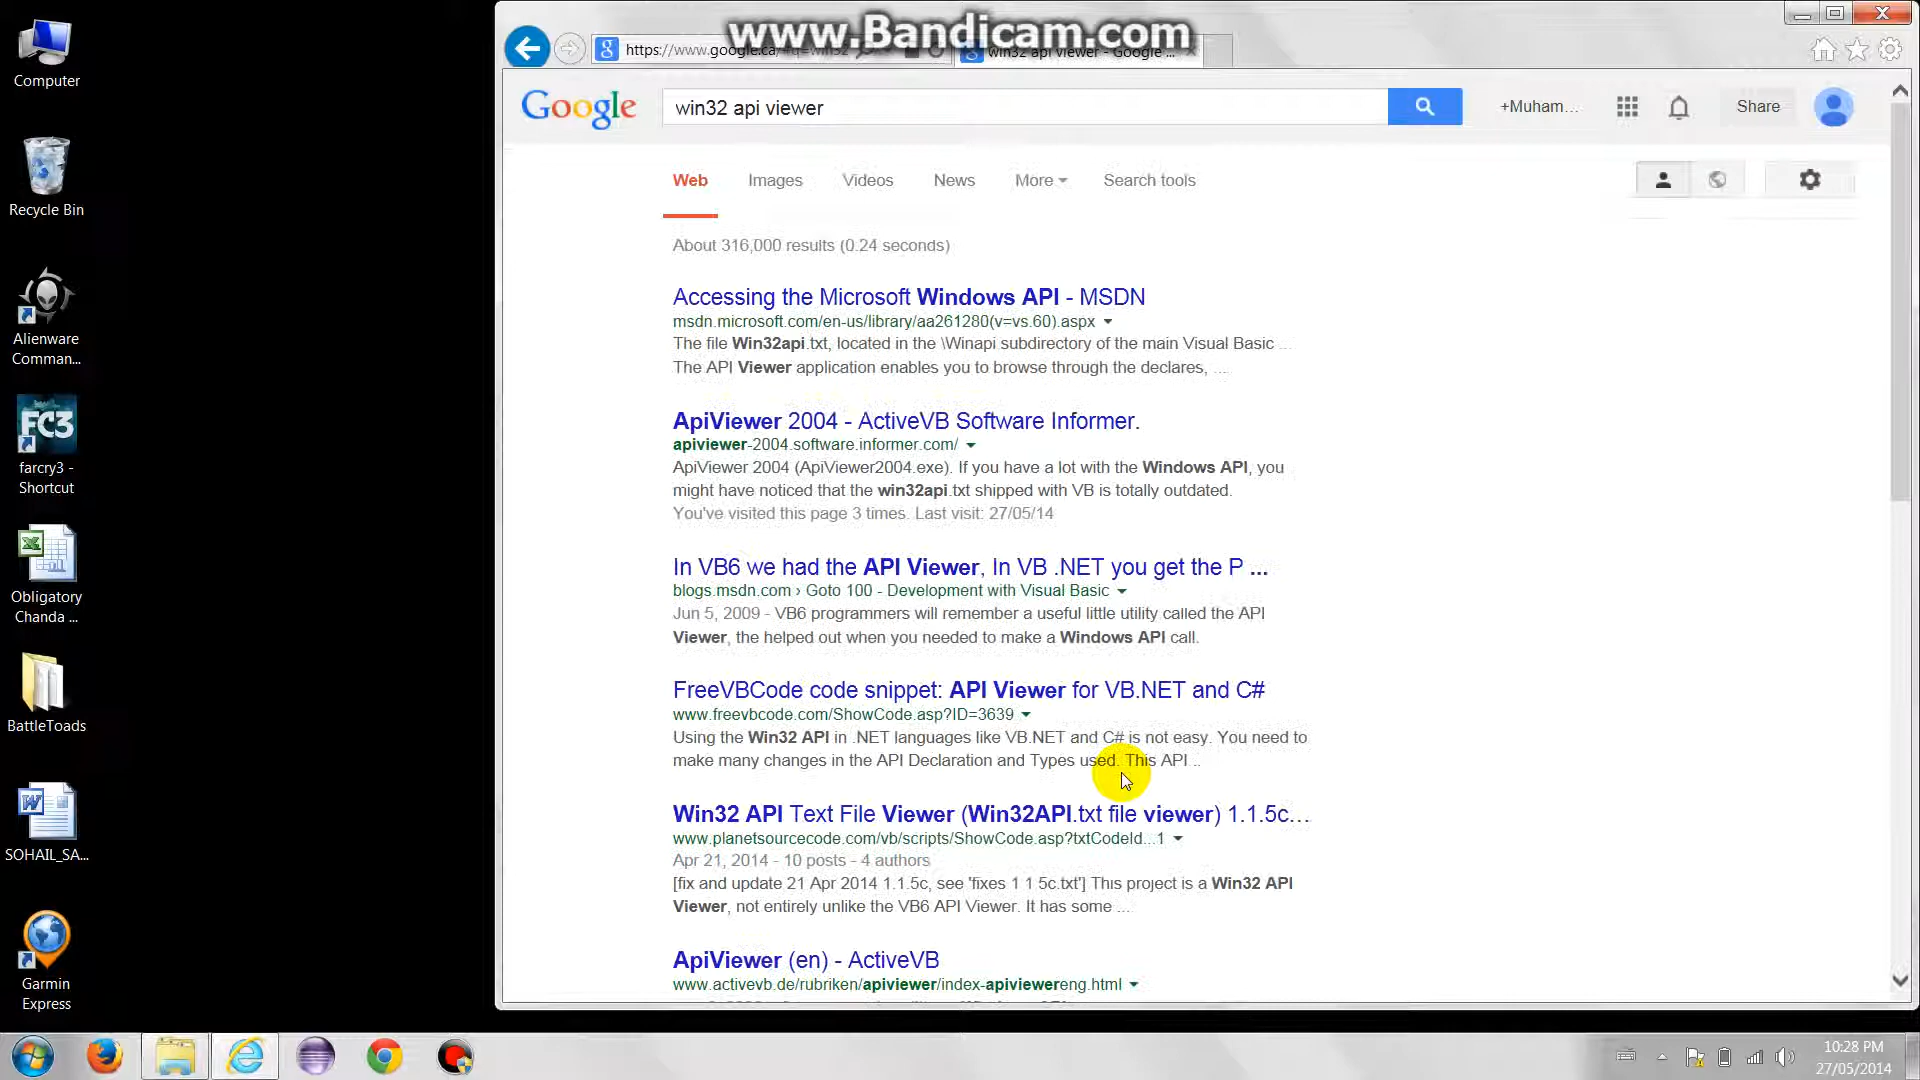 www.Bandicam.com
https://www.google.ca/#q=win32
win32 api viewer - Google ...
Computer
Recycle Bin
Alienware
Comman...
FC3
farcry3 -
Shortcut
Obligatory
Chanda ...
BattleToads
SOHAIL_SA...
Garmin
Express
Google
win32 api viewer
+Muham...
Share
Web
Images
Videos
News
More
Search tools
About 316,000 results (0.24 seconds)
Accessing the Microsoft Windows API - MSDN
msdn.microsoft.com/en-us/library/aa261280(v=vs.60).aspx
The file Win32api.txt, located in the \Winapi subdirectory of the main Visual Basic ...
The API Viewer application enables you to browse through the declares, ...
ApiViewer 2004 - ActiveVB Software Informer.
apiviewer-2004.software.informer.com/
ApiViewer 2004 (ApiViewer2004.exe). If you have a lot with the Windows API, you
might have noticed that the win32api.txt shipped with VB is totally outdated.
You've visited this page 3 times. Last visit: 27/05/14
In VB6 we had the API Viewer, In VB .NET you get the P ...
blogs.msdn.com › Goto 100 - Development with Visual Basic
Jun 5, 2009 - VB6 programmers will remember a useful little utility called the API
Viewer, the helped out when you needed to make a Windows API call.
FreeVBCode code snippet: API Viewer for VB.NET and C#
www.freevbcode.com/ShowCode.asp?ID=3639
Using the Win32 API in .NET languages like VB.NET and C# is not easy. You need to
make many changes in the API Declaration and Types used. This API ..
Win32 API Text File Viewer (Win32API.txt file viewer) 1.1.5c...
www.planetsourcecode.com/vb/scripts/ShowCode.asp?txtCodeId...1
Apr 21, 2014 - 10 posts - 4 authors
[fix and update 21 Apr 2014 1.1.5c, see 'fixes 1 1 5c.txt'] This project is a Win32 API
Viewer, not entirely unlike the VB6 API Viewer. It has some ...
ApiViewer (en) - ActiveVB
www.activevb.de/rubriken/apiviewer/index-apiviewereng.html
10:28 PM
27/05/2014